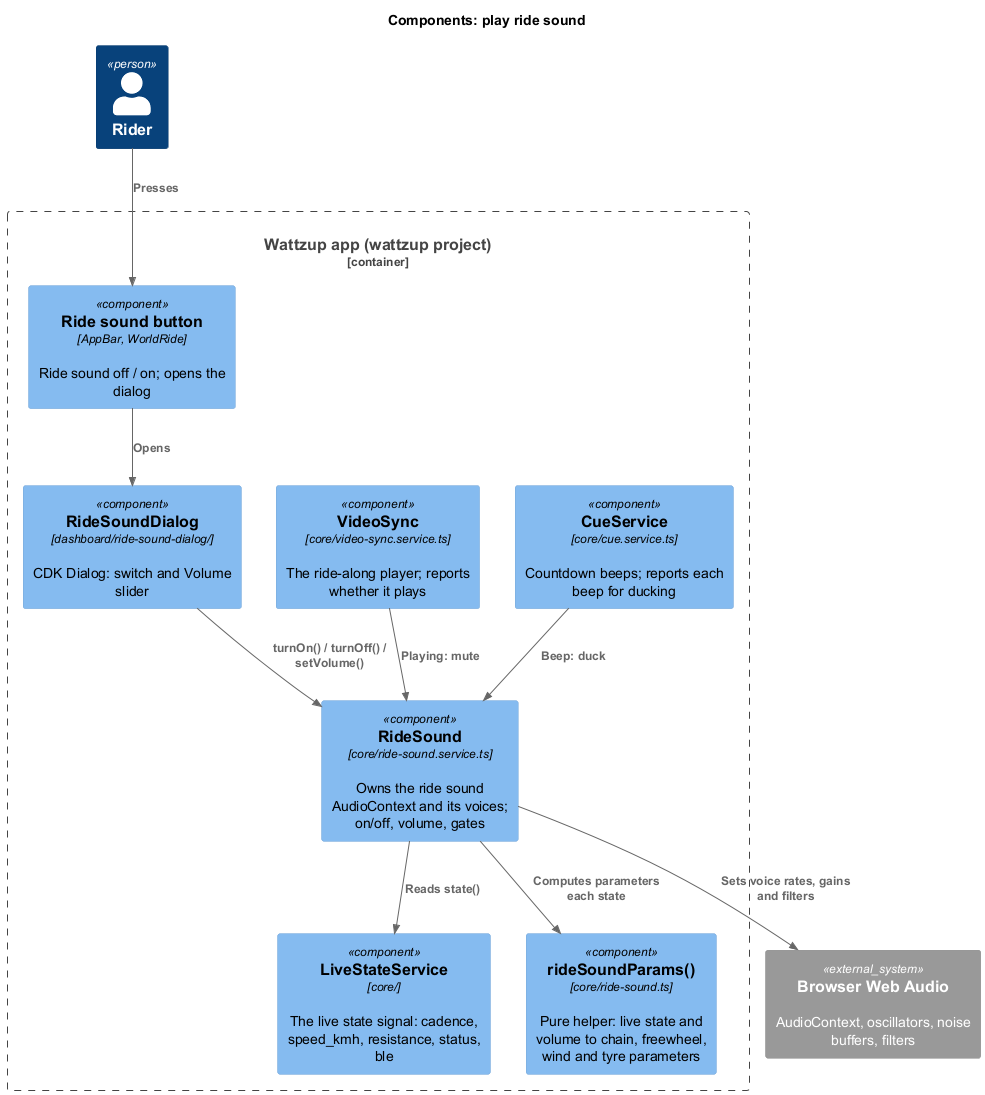 Components: play ride sound
«person»
Rider
Presses
Wattzup app (wattzup project)
[container]
«component»
Ride sound button
[AppBar, WorldRide]
Ride sound off / on; opens the
dialog
Opens
«component»
RideSoundDialog
[dashboard/ride-sound-dialog/]
CDK Dialog: switch and Volume
slider
«component»
VideoSync
[core/video-sync.service.ts]
The ride-along player; reports
whether it plays
«component»
CueService
[core/cue.service.ts]
Countdown beeps; reports each
beep for ducking
turnOn() / turnOff() /
setVolume()
Playing: mute
Beep: duck
«component»
RideSound
[core/ride-sound.service.ts]
Owns the ride sound
AudioContext and its voices;
on/off, volume, gates
Reads state()
Computes parameters
each state
Sets voice rates, gains
and filters
«component»
LiveStateService
[core/]
The live state signal: cadence,
speed_kmh, resistance, status,
ble
«component»
rideSoundParams()
[core/ride-sound.ts]
Pure helper: live state and
volume to chain, freewheel,
wind and tyre parameters
«external_system»
Browser Web Audio
AudioContext, oscillators, noise
buffers, filters